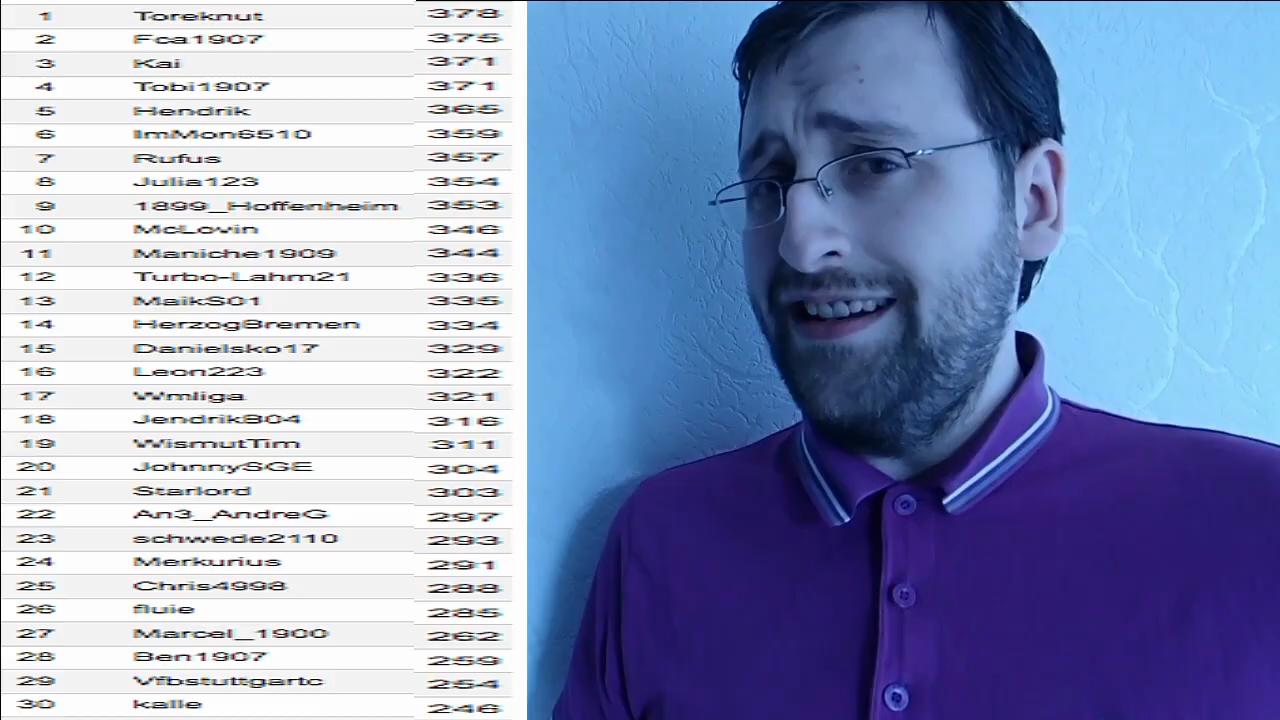 1 Toreknut 378
2 Fca1907 375
3 Kai 371
4 Tobi1907 371
5 Hendrik 365
6 ImMon6510 359
7 Rufus 357
8 Julia123 354
9 1899_Hoffenheim 353
10 McLovin 346
11 Maniche1909 344
12 Turbo-Lahm21 336
13 MaikS01 335
14 HerzogBremen 334
15 Danielsko17 329
16 Leon223 322
17 Wmliga 321
18 JendrikB04 316
19 WismutTim 311
20 JohnnySGE 304
21 Starlord 303
22 An3_AndreG 297
23 schwede2110 293
24 Merkurius 291
25 Chris4998 288
26 fluie 285
27 Marcel_1900 262
28 Ben1907 259
29 Vfbstuttgartc 254
30 kalle 246